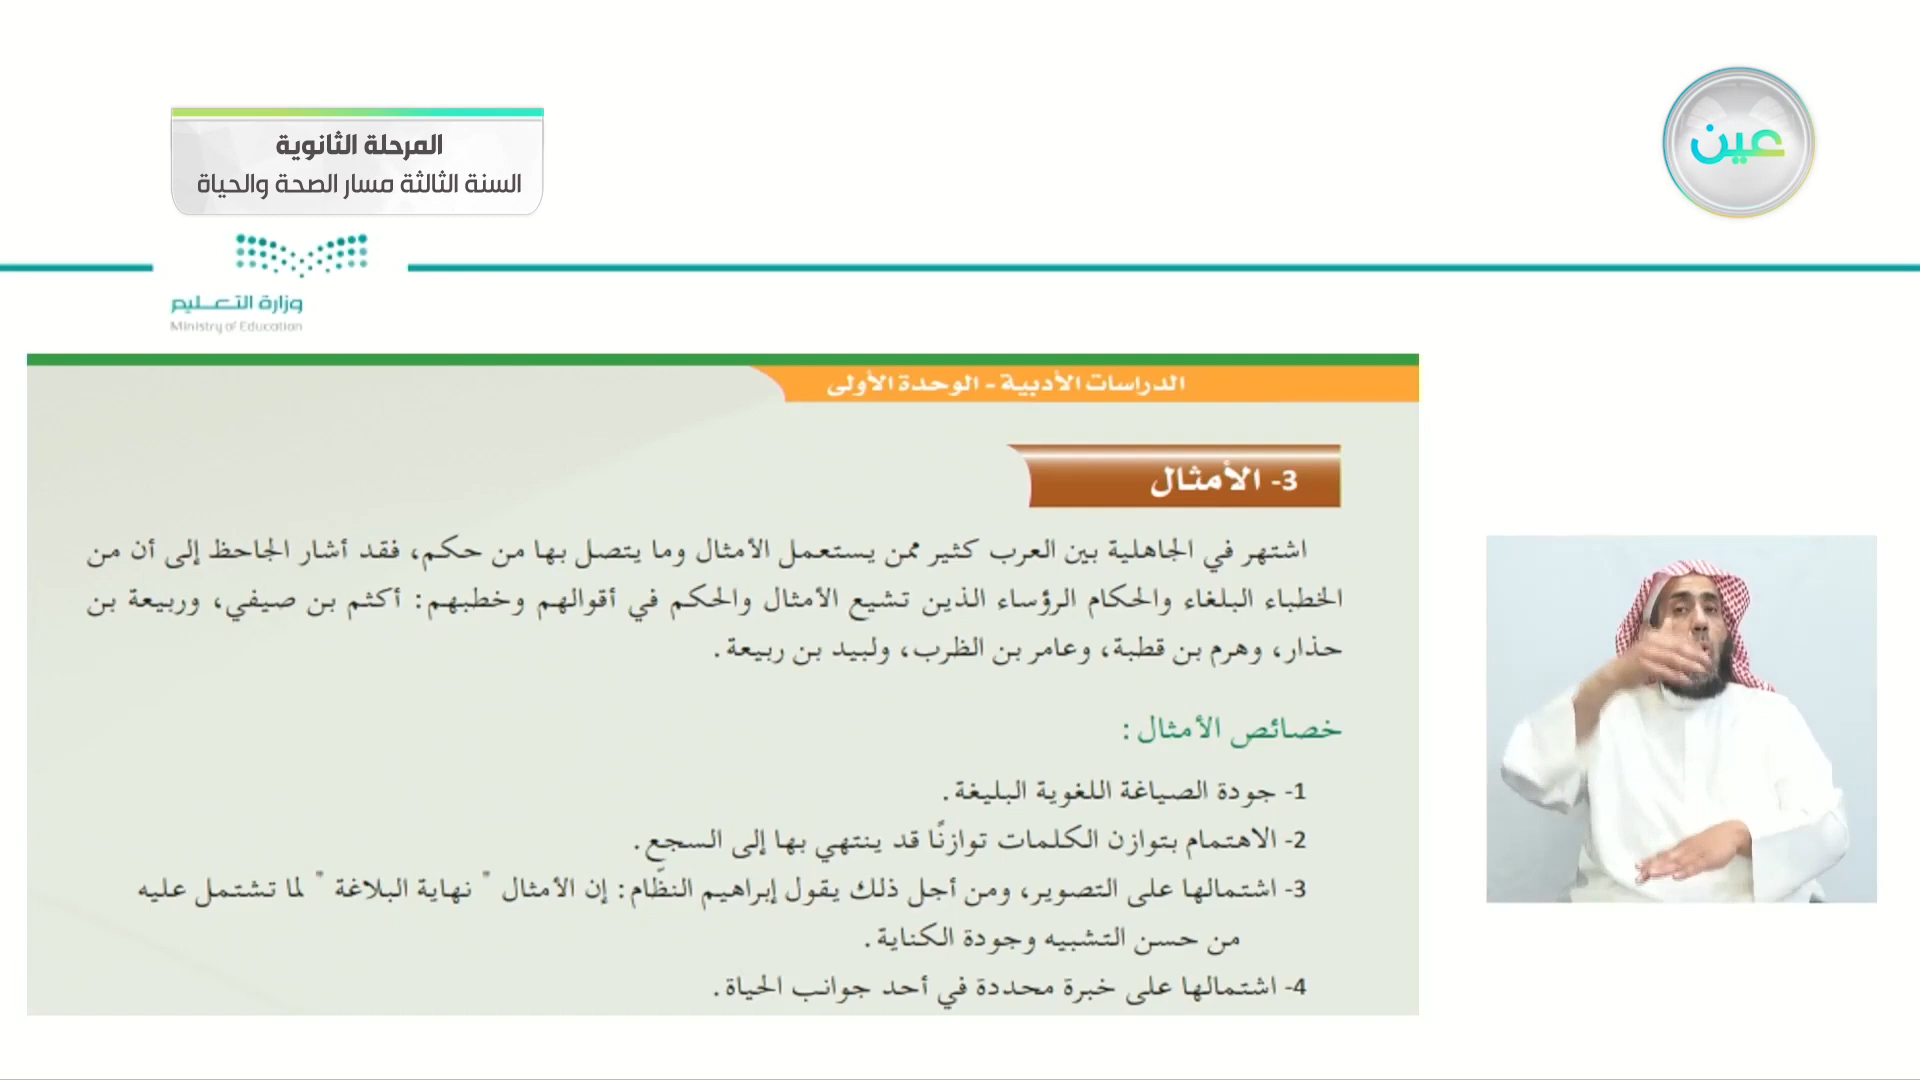 المرحلة الثانوية
السنة الثالثة مسار الصحة والحياة
عين
وزارة التعليم
Ministry of Education
الدراسات الأدبية - الوحدة الأولى
3- الأمثال
اشتهر في الجاهلية بين العرب كثير ممن يستعمل الأمثال وما يتصل بها من حكم، فقد أشار الجاحظ إلى أن من
الخطباء البلغاء والحكام الرؤساء الذين تشيع الأمثال والحكم في أقوالهم وخطبهم: أكثم بن صيفي، وربيعة بن
حذار، وهرم بن قطبة، وعامر بن الظرب، ولبيد بن ربيعة.
خصائص الأمثال:
1- جودة الصياغة اللغوية البليغة.
2- الاهتمام بتوازن الكلمات توازنًا قد ينتهي بها إلى السجع.
3- اشتمالها على التصوير، ومن أجل ذلك يقول إبراهيم النظّام: إن الأمثال " نهاية البلاغة " لما تشتمل عليه
من حسن التشبيه وجودة الكناية.
4- اشتمالها على خبرة محددة في أحد جوانب الحياة.